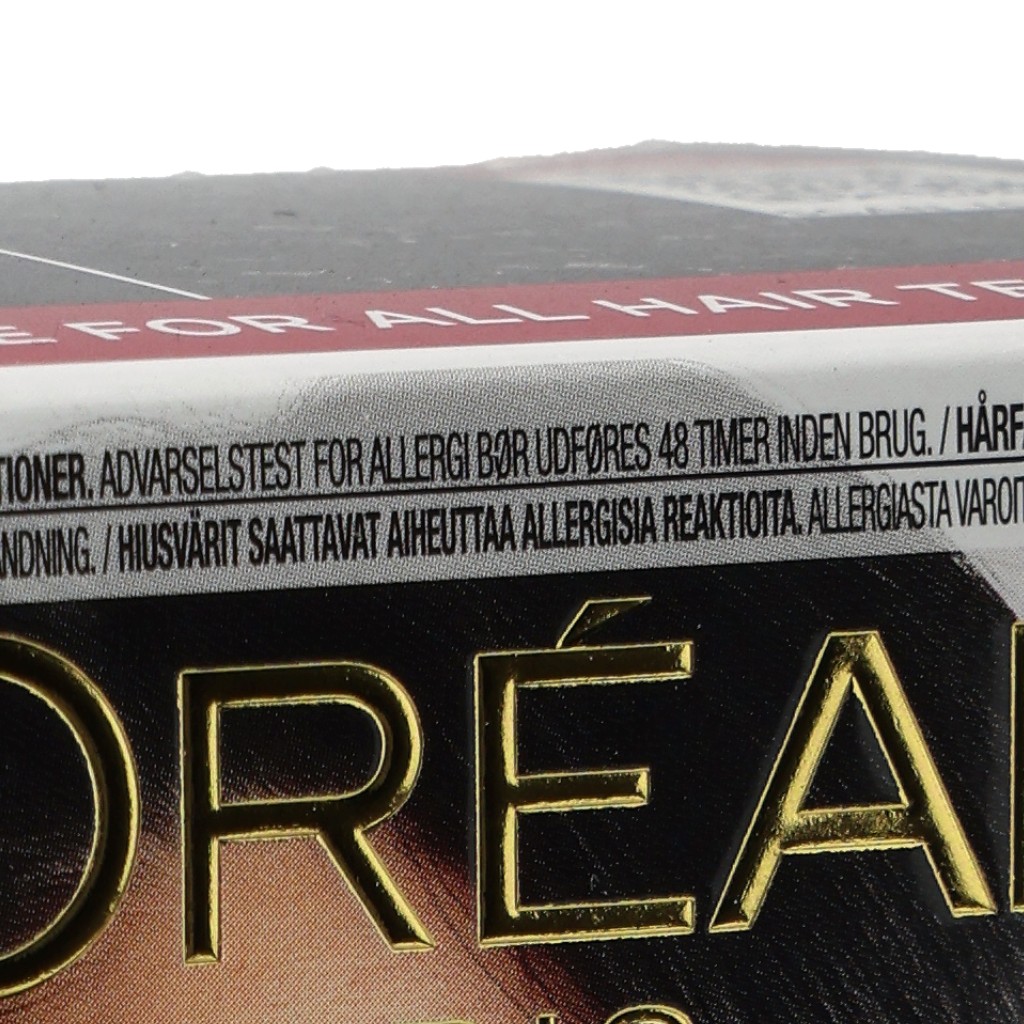 E FOR ALL HAIR TE
TIONER. ADVARSELSTEST FOR ALLERGI BØR UDFØRES 48 TIMER INDEN BRUG. / HÅRF
ANDNING. / HIUSVÄRIT SAATTAVAT AIHEUTTAA ALLERGISIA REAKTIOITA. ALLERGIASTA VAROIT
ORÉA